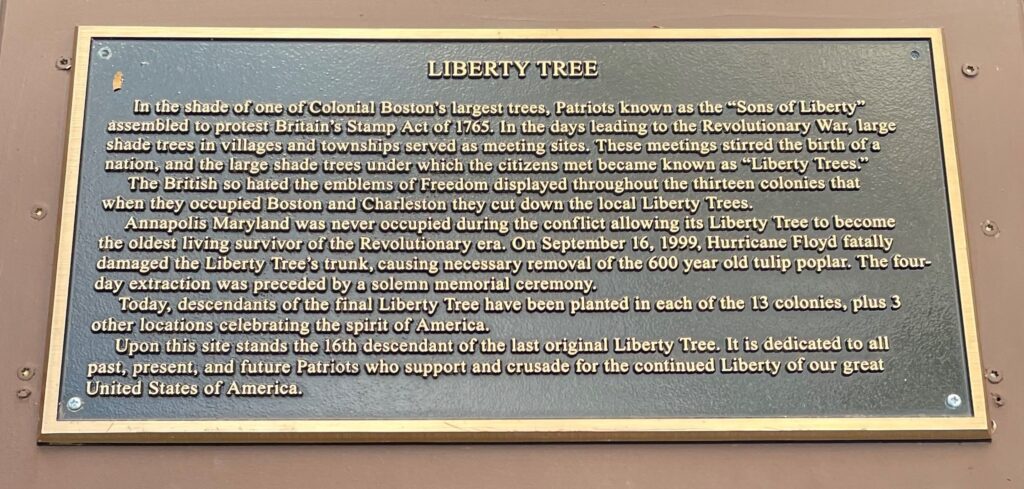 LIBERTY TREE
In the shade of one of Colonial Boston's largest trees, Patriots known as the "Sons of Liberty"
assembled to protest Britain's Stamp Act of 1765. In the days leading to the Revolutionary War, large
shade trees in villages and townships served as meeting sites. These meetings stirred the birth of a
nation, and the large shade trees under which the citizens met became known as "Liberty Trees."
The British so hated the emblems of Freedom displayed throughout the thirteen colonies that
when they occupied Boston and Charleston they cut down the local Liberty Trees.
Annapolis Maryland was never occupied during the conflict allowing its Liberty Tree to become
the oldest living survivor of the Revolutionary era. On September 16, 1999, Hurricane Floyd fatally
damaged the Liberty Tree's trunk, causing necessary removal of the 600 year old tulip poplar. The four-
day extraction was preceded by a solemn memorial ceremony.
Today, descendants of the final Liberty Tree have been planted in each of the 13 colonies, plus 3
other locations celebrating the spirit of America.
Upon this site stands the 16th descendant of the last original Liberty Tree. It is dedicated to all
past, present, and future Patriots who support and crusade for the continued Liberty of our great
United States of America.